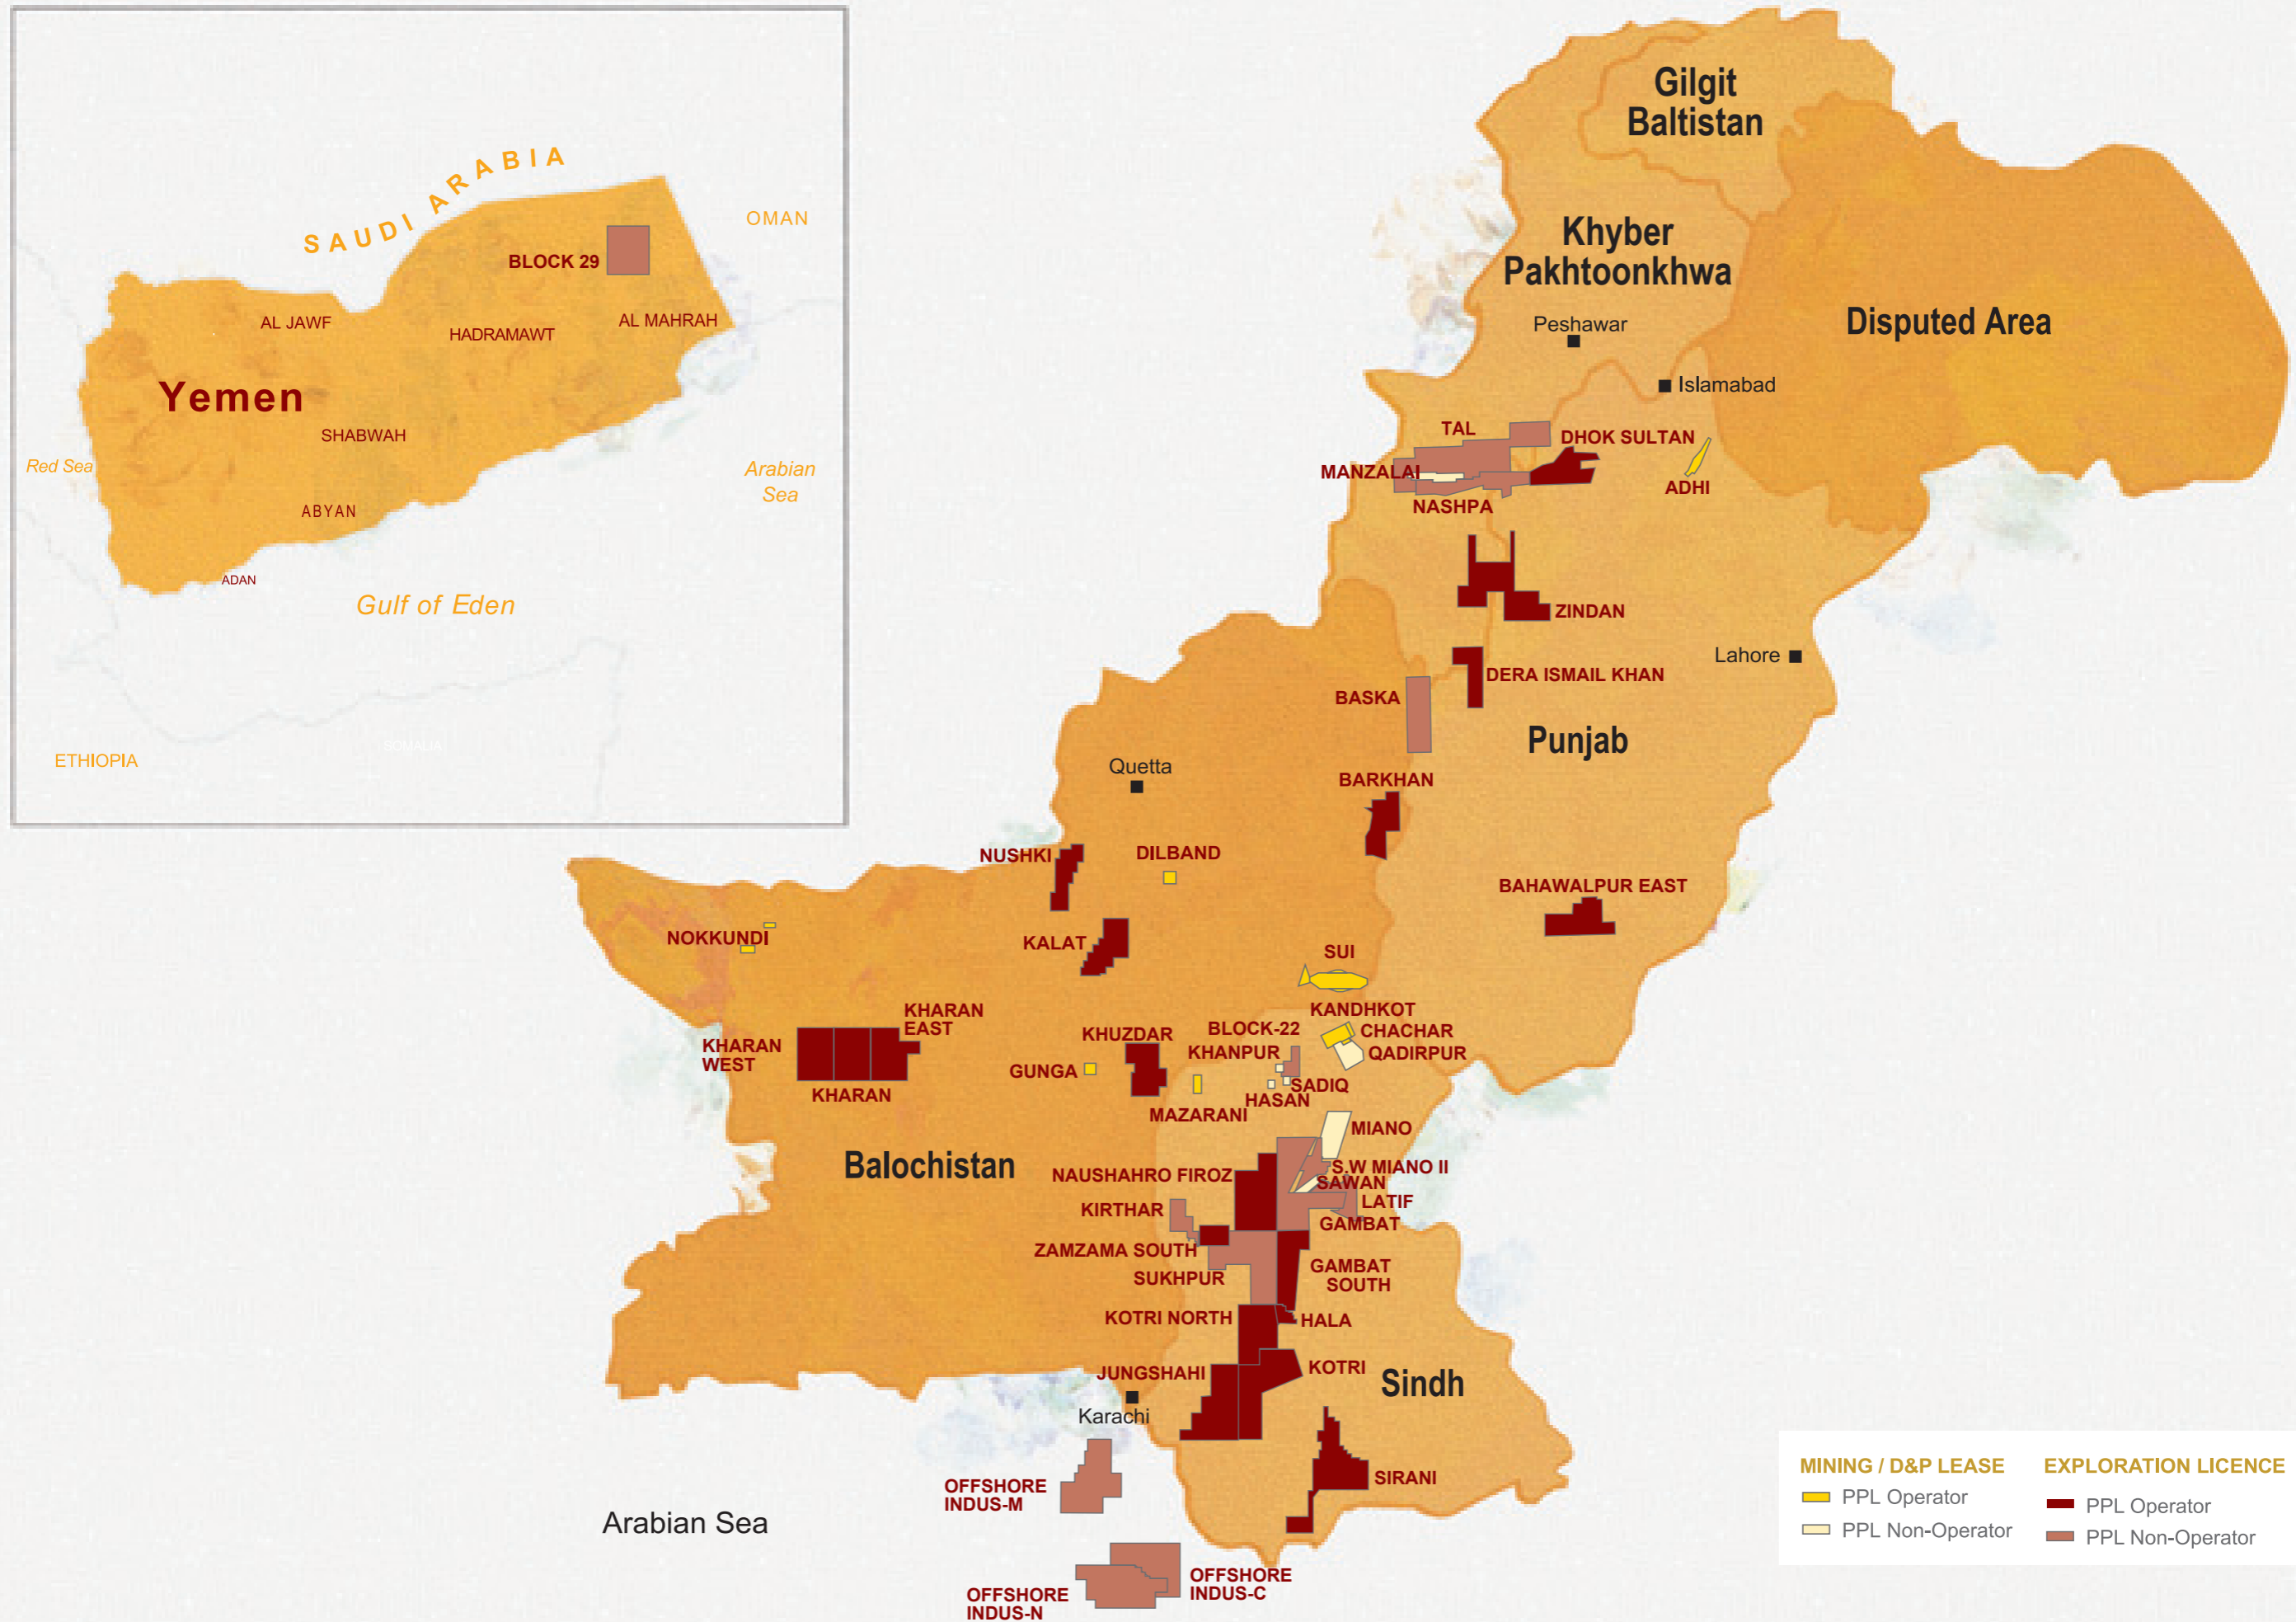 SAUDI ARABIA
OMAN
BLOCK 29
AL JAWF
HADRAMAWT
AL MAHRAH
Yemen
SHABWAH
Red Sea
Arabian
Sea
ABYAN
ADAN
Gulf of Eden
SOMALIA
ETHIOPIA
Gilgit
Baltistan
Khyber
Pakhtoonkhwa
Peshawar
Disputed Area
Islamabad
TAL
DHOK SULTAN
MANZALAI
ADHI
NASHPA
ZINDAN
Lahore
DERA ISMAIL KHAN
BASKA
Punjab
Quetta
BARKHAN
NUSHKI
DILBAND
BAHAWALPUR EAST
NOKKUNDI
KALAT
SUI
KHARAN
EAST
KANDHKOT
BLOCK-22
CHACHAR
KHUZDAR
KHARAN
WEST
KHANPUR
QADIRPUR
GUNGA
SADIQ
KHARAN
HASAN
MAZARANI
MIANO
Balochistan
NAUSHAHRO FIROZ
S.W MIANO II
SAWAN
LATIF
KIRTHAR
GAMBAT
ZAMZAMA SOUTH
GAMBAT
SOUTH
SUKHPUR
KOTRI NORTH
HALA
JUNGSHAHI
KOTRI
Sindh
Karachi
SIRANI
OFFSHORE
INDUS-M
Arabian Sea
OFFSHORE
INDUS-C
OFFSHORE
INDUS-N
MINING / D&P LEASE
PPL Operator
PPL Non-Operator
EXPLORATION LICENCE
PPL Operator
PPL Non-Operator